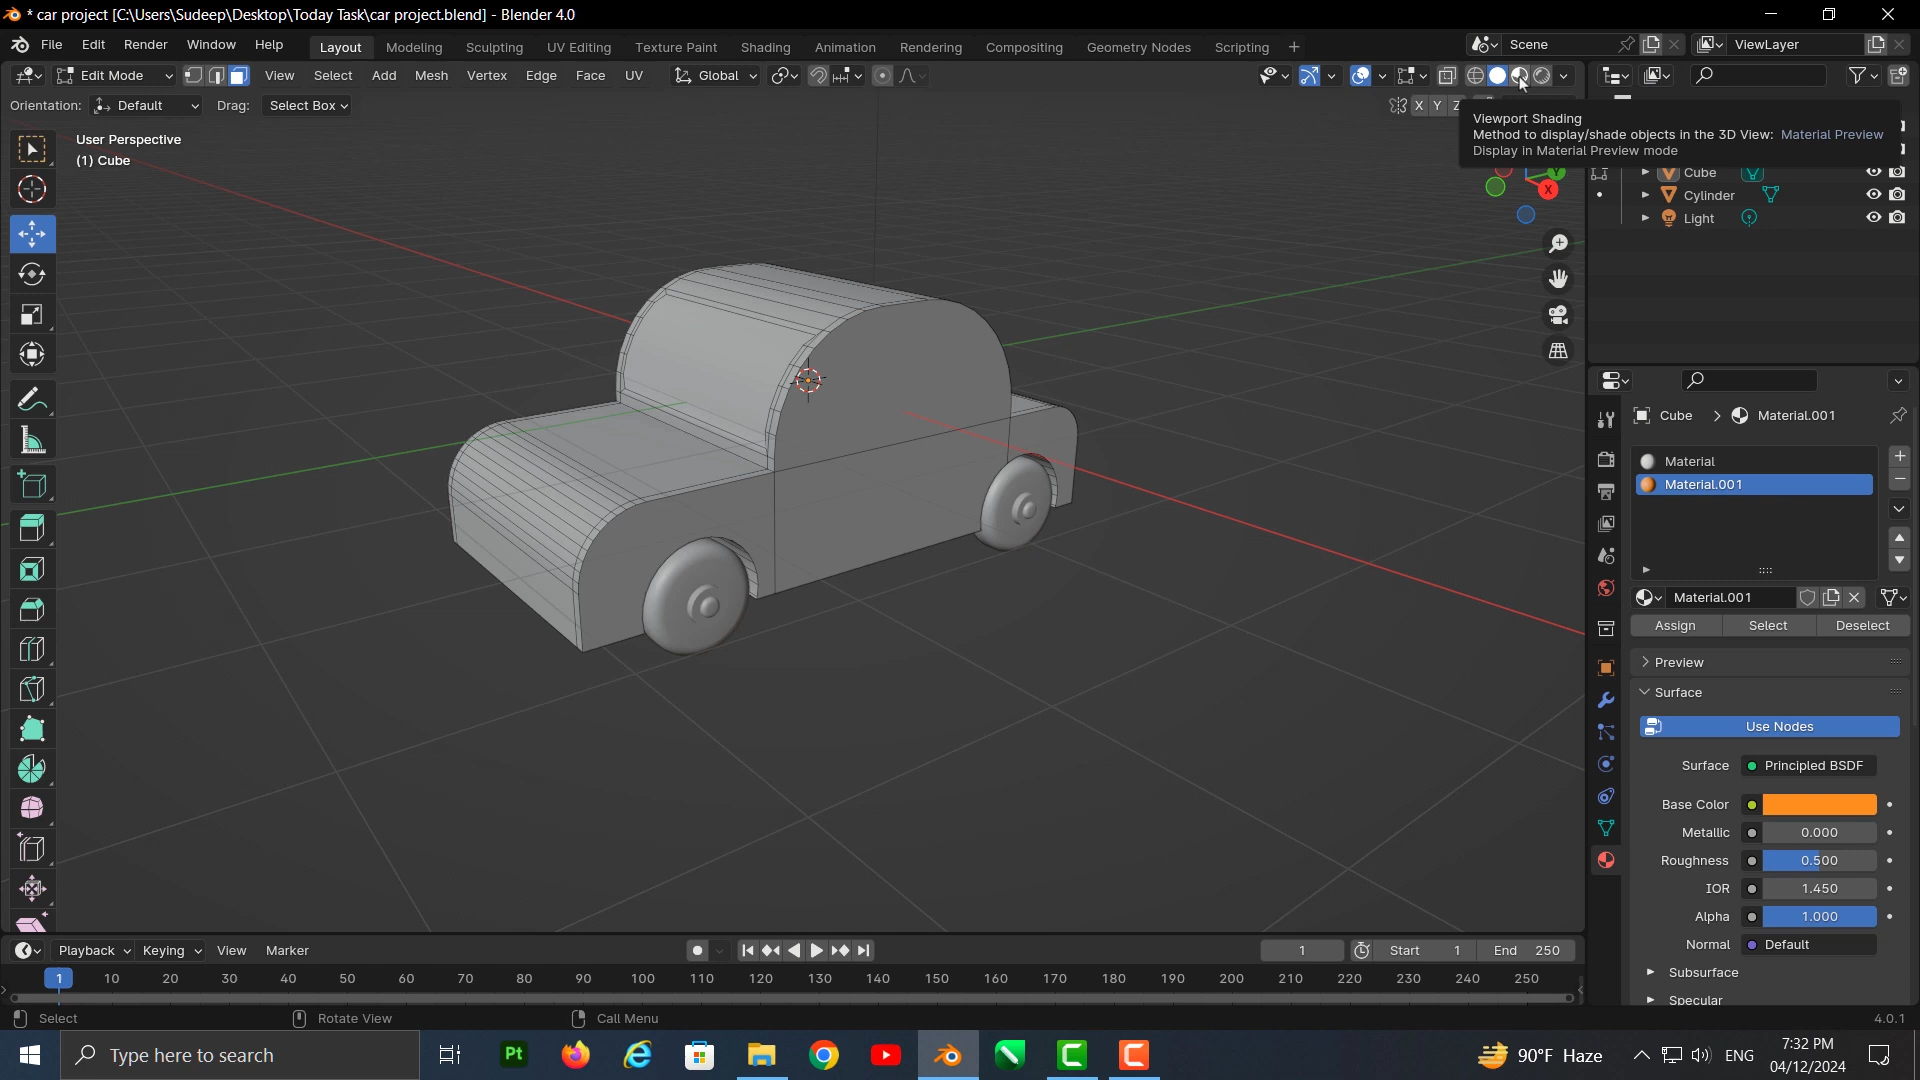 * car project [C:\Users\Sudeep\Desktop\Today Task\car project.blend] - Blender 4.0
File Edit Render Window Help Layout Modeling Sculpting UV Editing Texture Paint Shading Animation Rendering Compositing Geometry Nodes Scripting + Scene ViewLayer
Edit Mode View Select Add Mesh Vertex Edge Face UV Global
Orientation: Default Drag: Select Box X Y Z
Viewport Shading
Method to display/shade objects in the 3D View: Material Preview
Display in Material Preview mode
User Perspective
(1) Cube
Y
X
Cube
Cylinder
Light
Cube > Material.001
Material
Material.001
Material.001
Assign Select Deselect
Preview
Surface
Use Nodes
Surface Principled BSDF
Base Color
Metallic 0.000
Roughness 0.500
IOR 1.450
Alpha 1.000
Normal Default
Subsurface
Specular
Playback Keying View Marker 1 Start 1 End 250
1 10 20 30 40 50 60 70 80 90 100 110 120 130 140 150 160 170 180 190 200 210 220 230 240 250
Select Rotate View Call Menu 4.0.1
Type here to search Pt 90°F Haze ENG 7:32 PM
04/12/2024